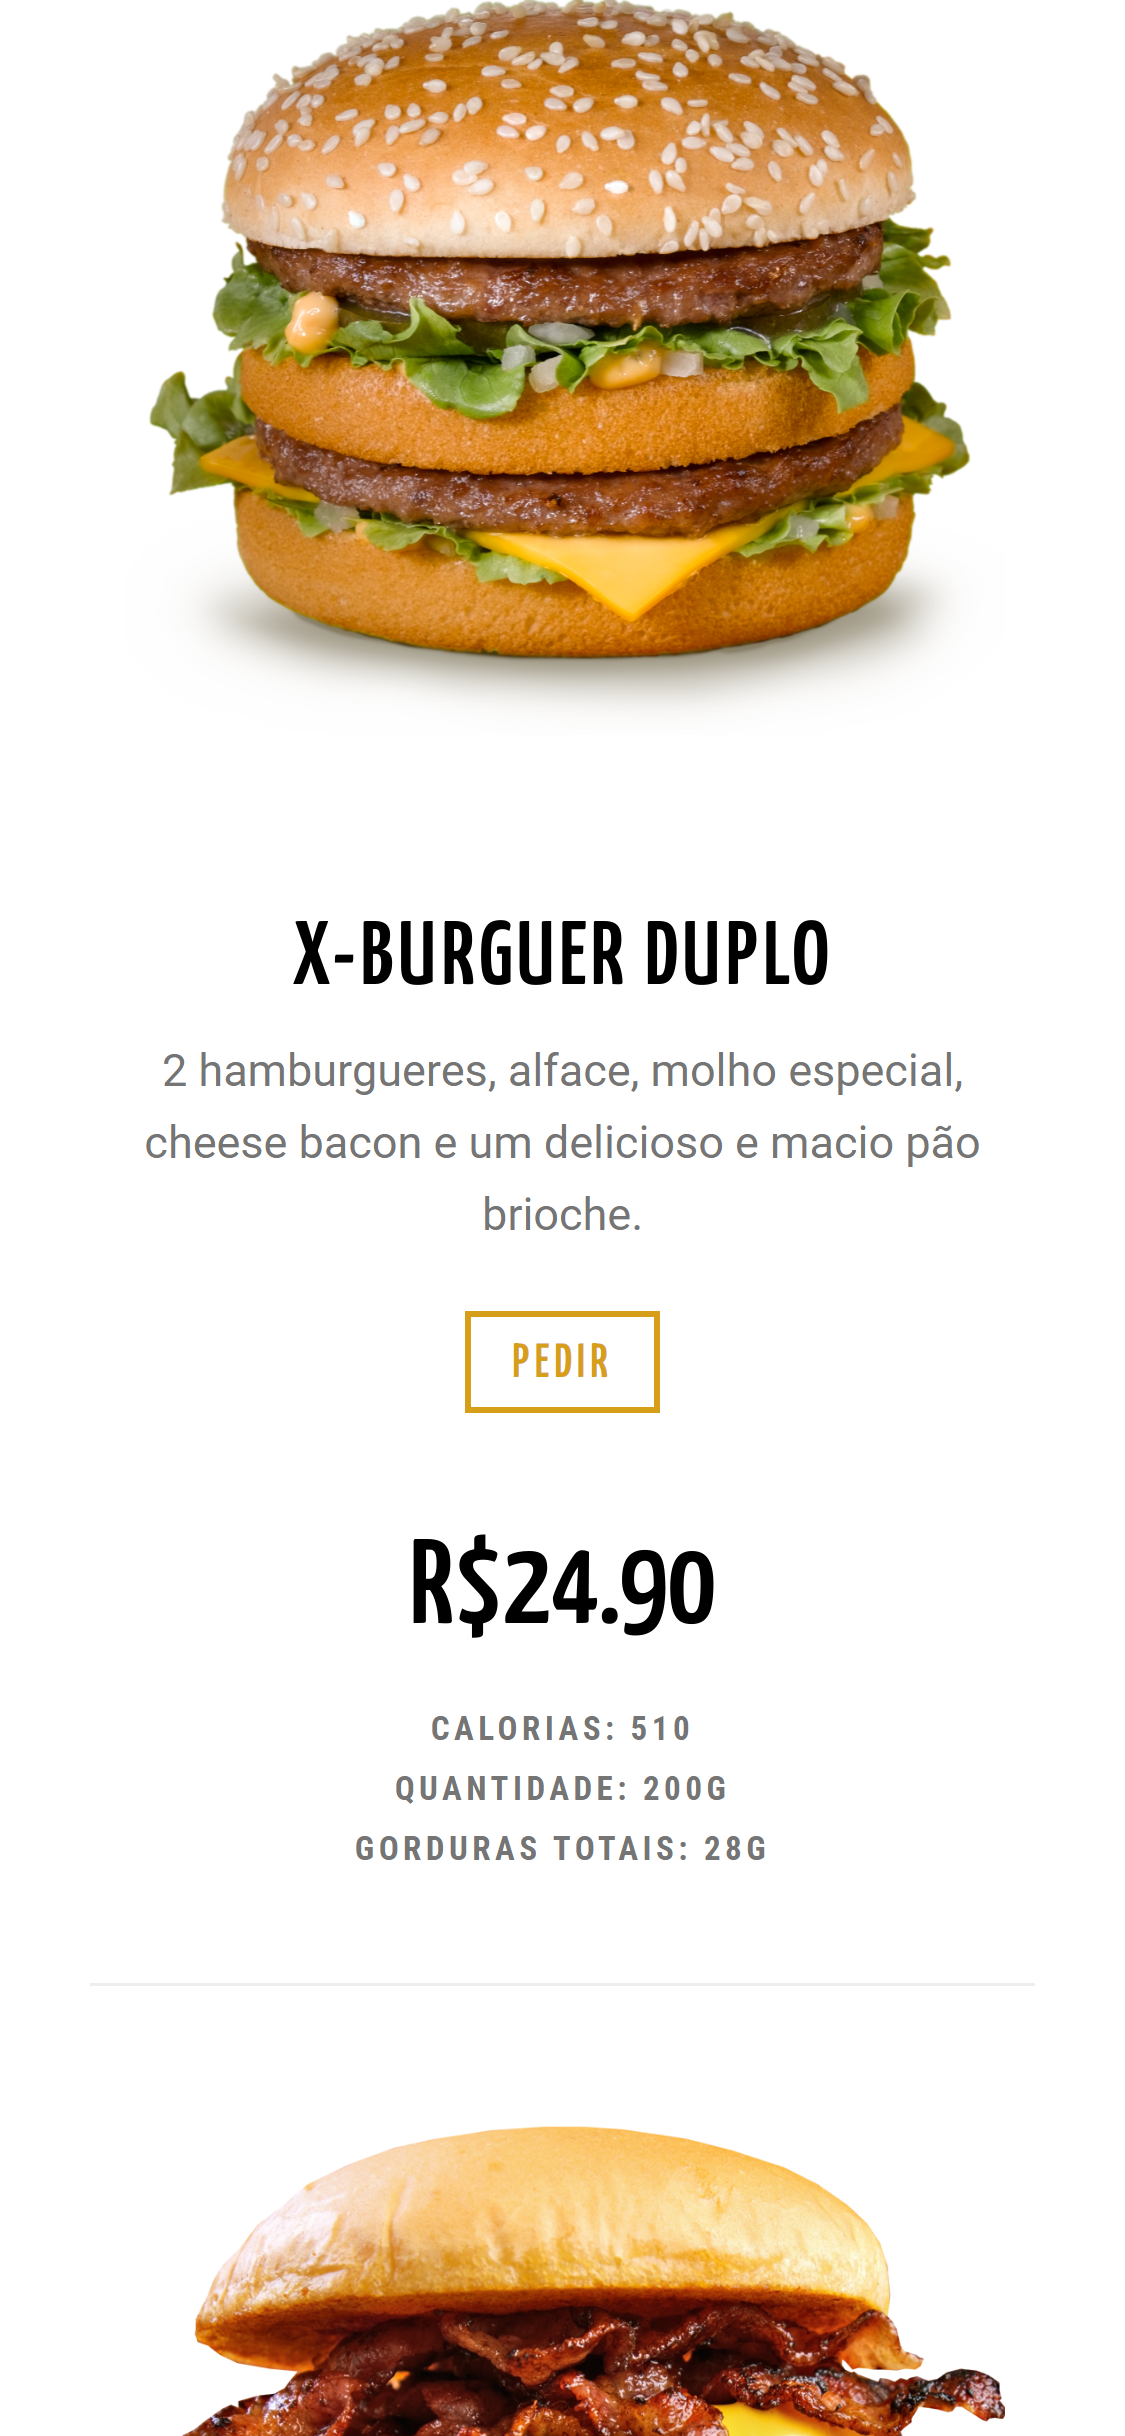 X-BURGUER DUPLO
2 hamburgueres, alface, molho especial,
cheese bacon e um delicioso e macio pão
brioche.
PEDIR
R$24.90
CALORIAS: 510
QUANTIDADE: 200G
GORDURAS TOTAIS: 28G